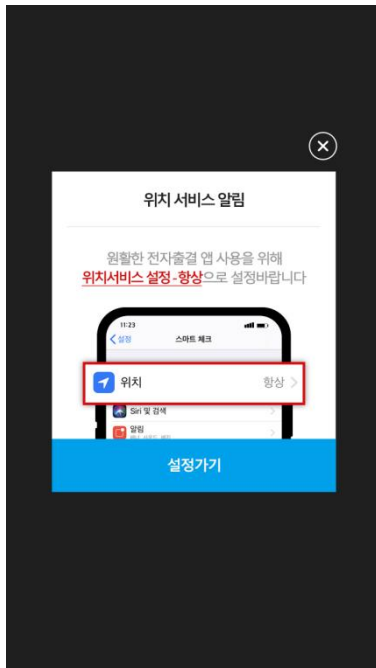 위치 서비스 알림
원활한 전자출결 앱 사용을 위해
위치서비스 설정-항상으로 설정바랍니다
11:23
설정 스마트 체크
위치 항상
Siri 및 검색
알림
설정가기